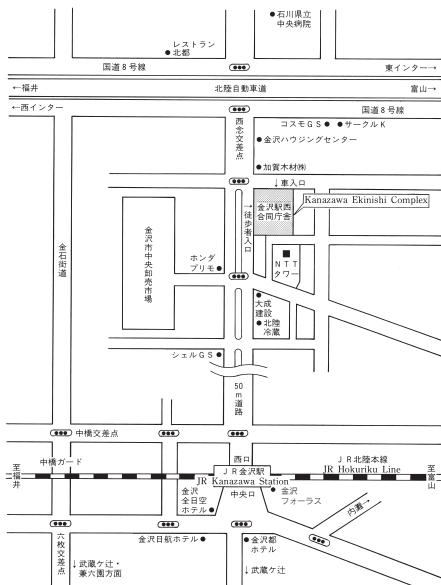 石川県立
中央病院
レストラン
北都
国道8号線
東インター→
←福井
北陸自動車道
富山→
←西インター
国道8号線
西念交差点
コスモGS
サークルK
金沢ハウジングセンター
加賀木材㈱
↓車入口
金沢駅西
合同庁舎
Kanazawa Ekinishi Complex
→徒歩者入口
金石街道
金沢市中央卸売市場
NTT
タワー
ホンダ
プリモ
大成
建設
北陸
冷蔵
シェルGS
50m道路
中橋交差点
西口
JR北陸本線
JR Hokuriku Line
至福井
中橋ガード
JR金沢駅
JR Kanazawa Station
至富山
中央口
金沢
全日空
ホテル
金沢
フォーラス
内灘→
六枚交差点
金沢日航ホテル
金沢都
ホテル
↓武蔵ケ辻・
兼六園方面
↓武蔵ケ辻